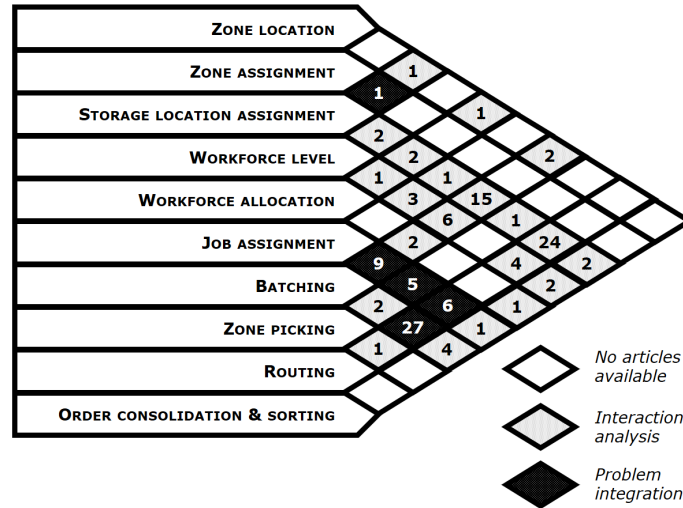 ZONE LOCATION
1
ZONE ASSIGNMENT
1
1
STORAGE LOCATION ASSIGNMENT
2
2
2
WORKFORCE LEVEL
1
1
3
15
WORKFORCE ALLOCATION
6
1
2
24
JOB ASSIGNMENT
9
4
2
5
2
BATCHING
2
6
1
27
1
ZONE PICKING
1
4
ROUTING
ORDER CONSOLIDATION & SORTING
No articles
available
Interaction
analysis
Problem
integration